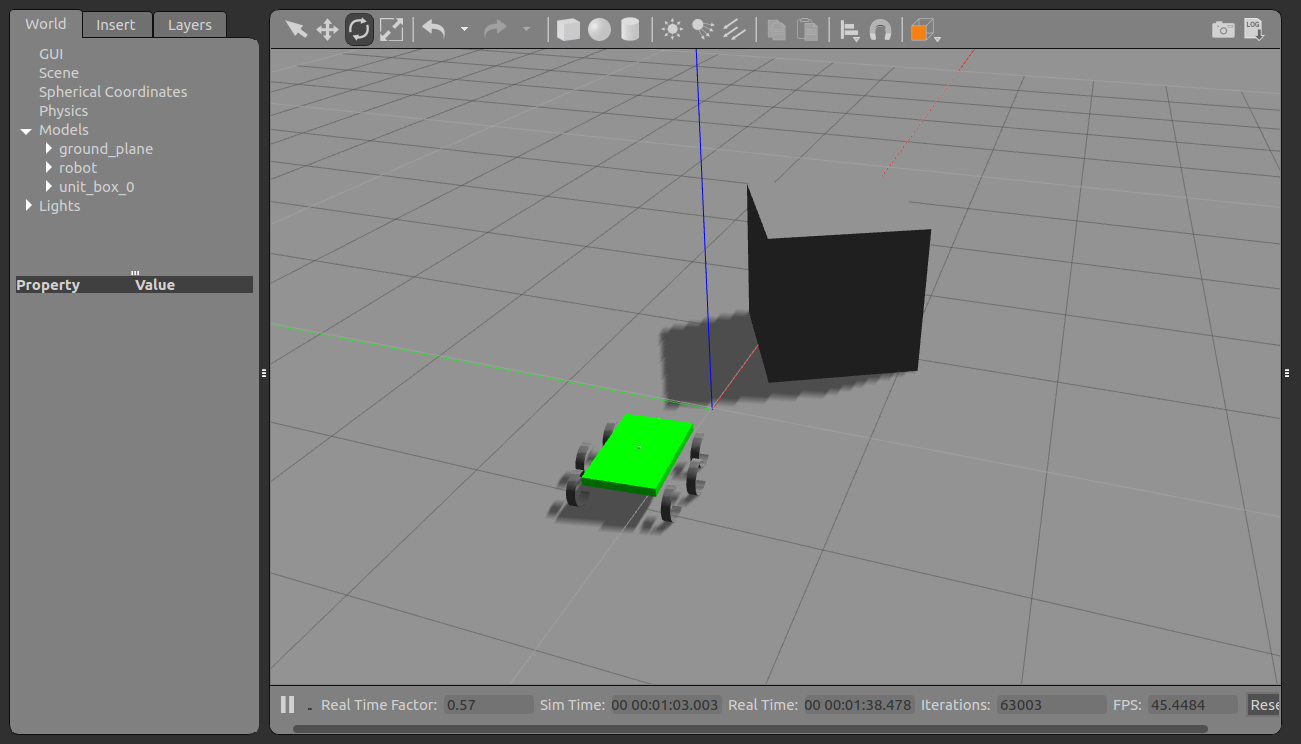 World Insert Layers
LOG
GUI
Scene
Spherical Coordinates
Physics
Models
ground_plane
robot
unit_box_0
Lights
Property Value
Real Time Factor: 0.57 Sim Time: 00 00:01:03.003 Real Time: 00 00:01:38.478 Iterations: 63003 FPS: 45.4484 Rese